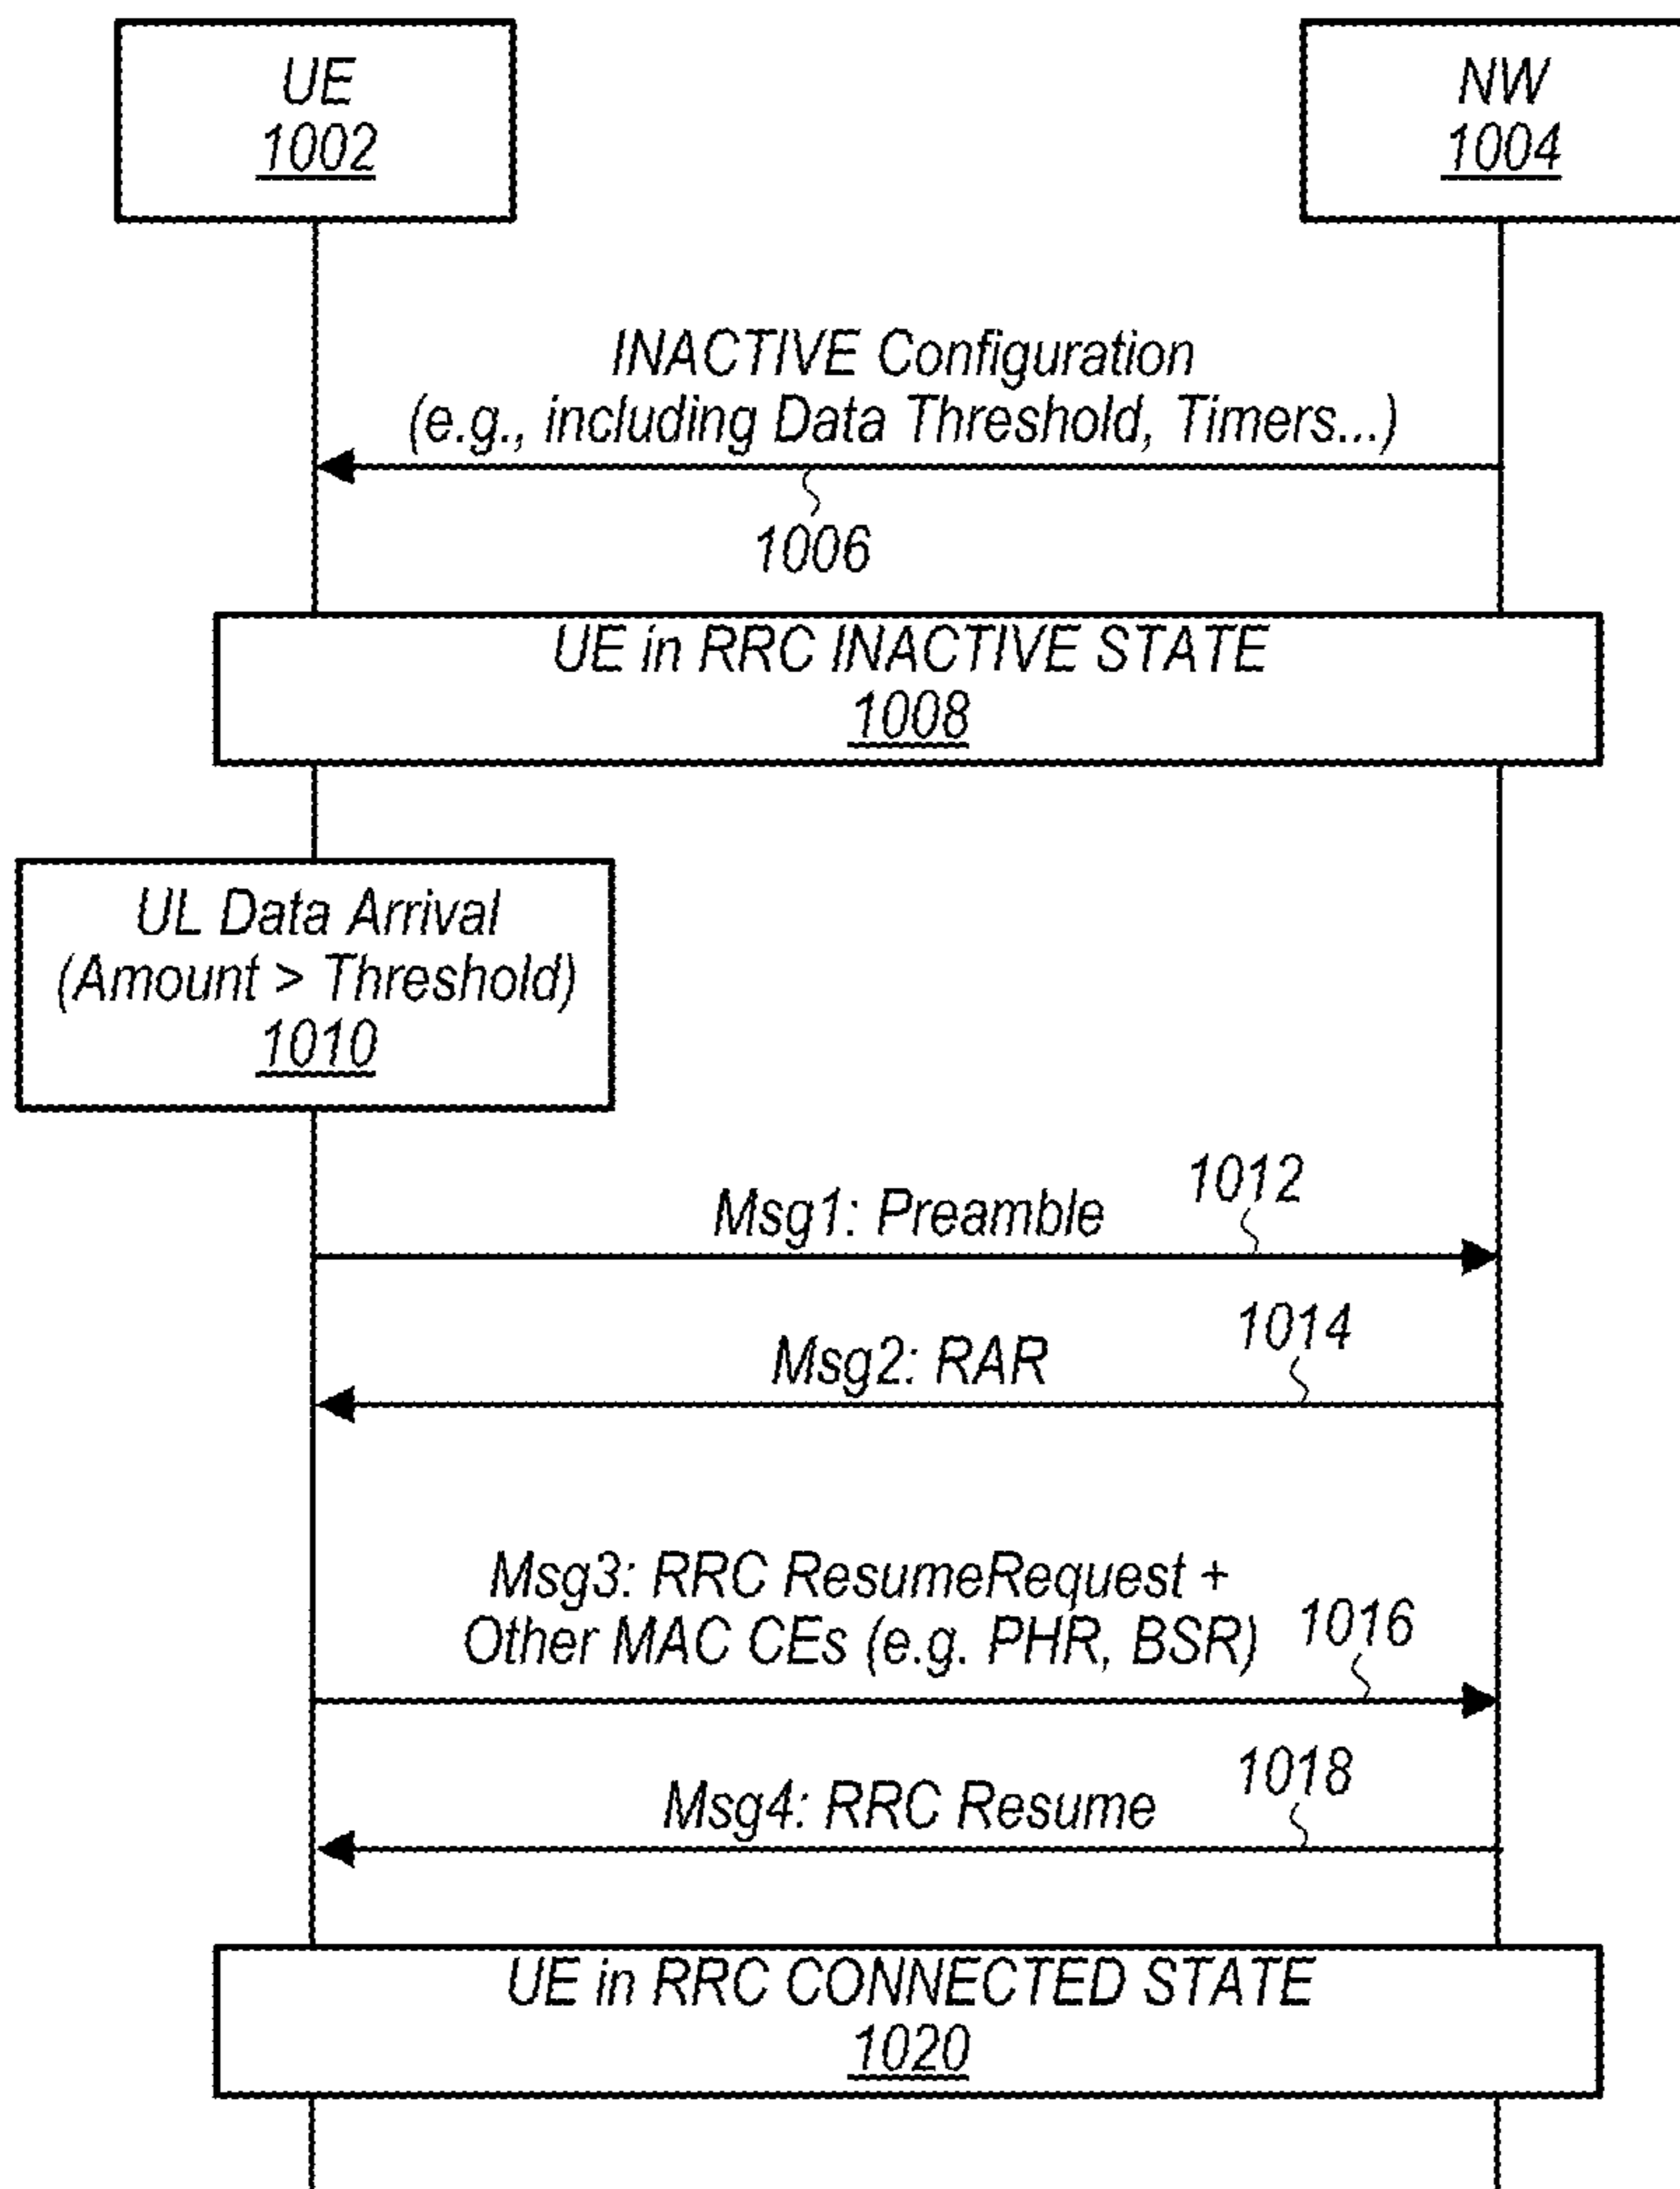 UE
1002
NW
1004
INACTIVE Configuration
(e.g., including Data Threshold, Timers...)
1006
UE in RRC INACTIVE STATE
1008
UL Data Arrival
(Amount > Threshold)
1010
1012
Msg1: Preamble
1014
Msg2: RAR
Msg3: RRC ResumeRequest +
Other MAC CEs (e.g. PHR, BSR)
1016
1018
Msg4: RRC Resume
UE in RRC CONNECTED STATE
1020